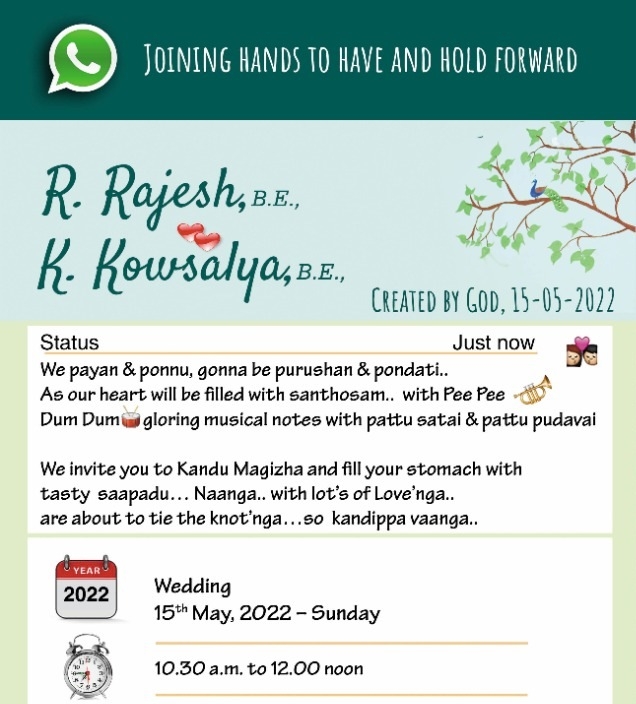 JOINING HANDS TO HAVE AND HOLD FORWARD
R. Rajesh, B.E.,
K. Kowsalya, B.E.,
CREATED BY GOD, 15-05-2022
Status Just now
We payan & ponnu, gonna be purushan & pondati..
As our heart will be filled with santhosam.. with Pee Pee
Dum Dum gloring musical notes with pattu satai & pattu pudavai
We invite you to Kandu Magizha and fill your stomach with
tasty saapadu... Naanga.. with lot's of Love'nga..
are about to tie the knot'nga...so kandippa vaanga..
YEAR
2022
Wedding
15th May, 2022 – Sunday
10.30 a.m. to 12.00 noon